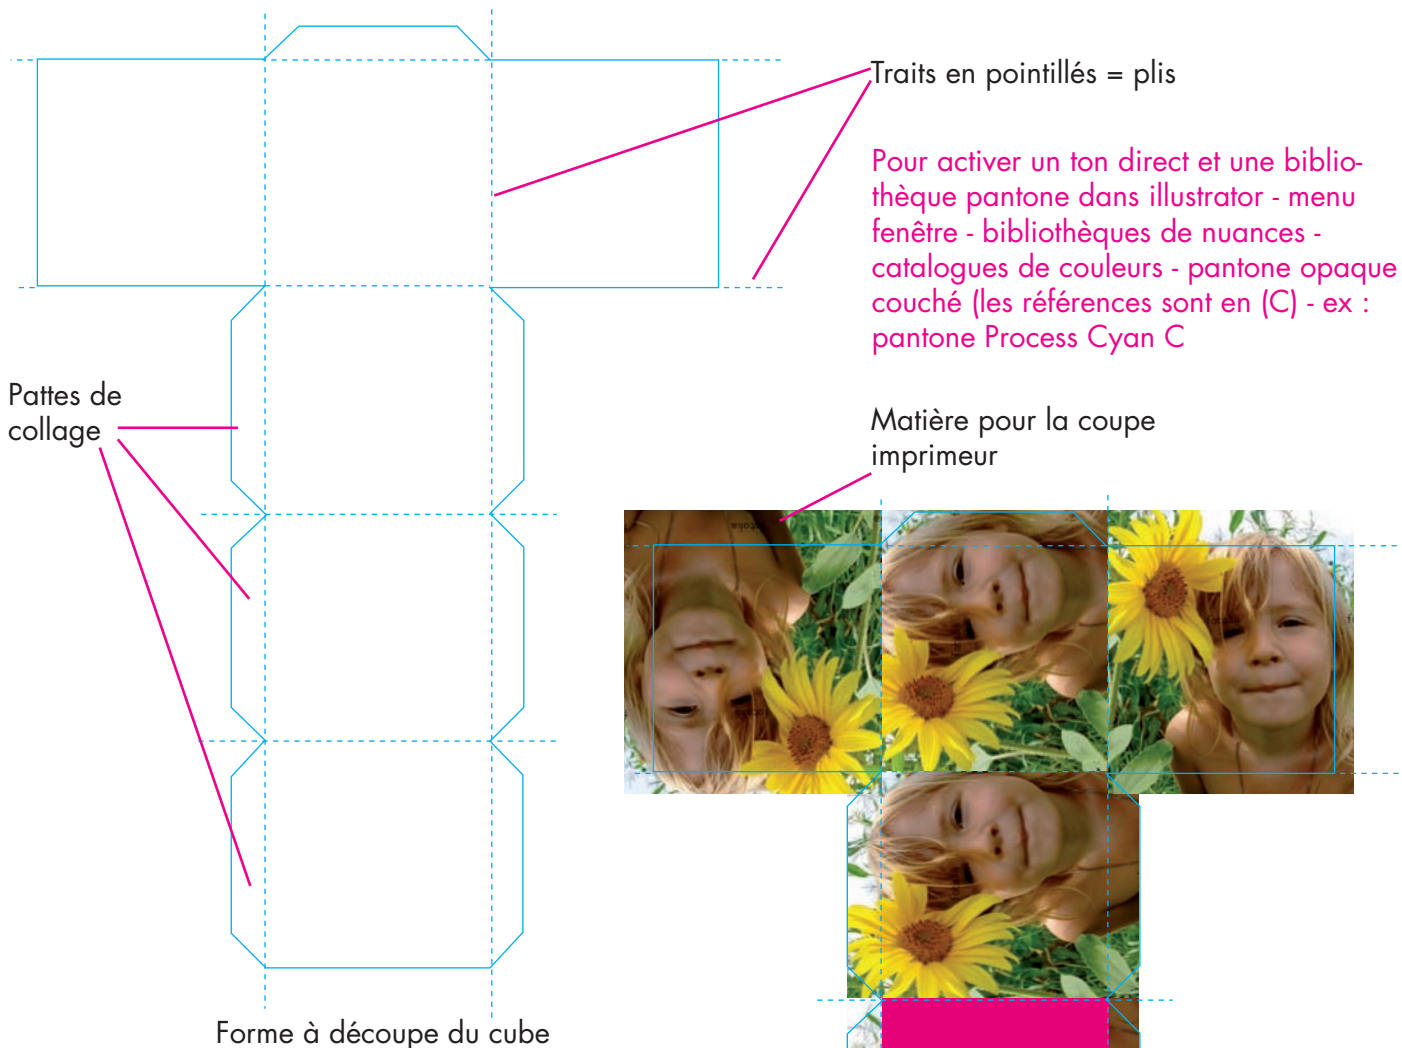 Traits en pointillés = plis
Pour activer un ton direct et une biblio-
thèque pantone dans illustrator - menu
fenêtre - bibliothèques de nuances -
catalogues de couleurs - pantone opaque
couché (les références sont en (C) - ex :
pantone Process Cyan C
Pattes de
collage
Matière pour la coupe
imprimeur
Forme à découpe du cube